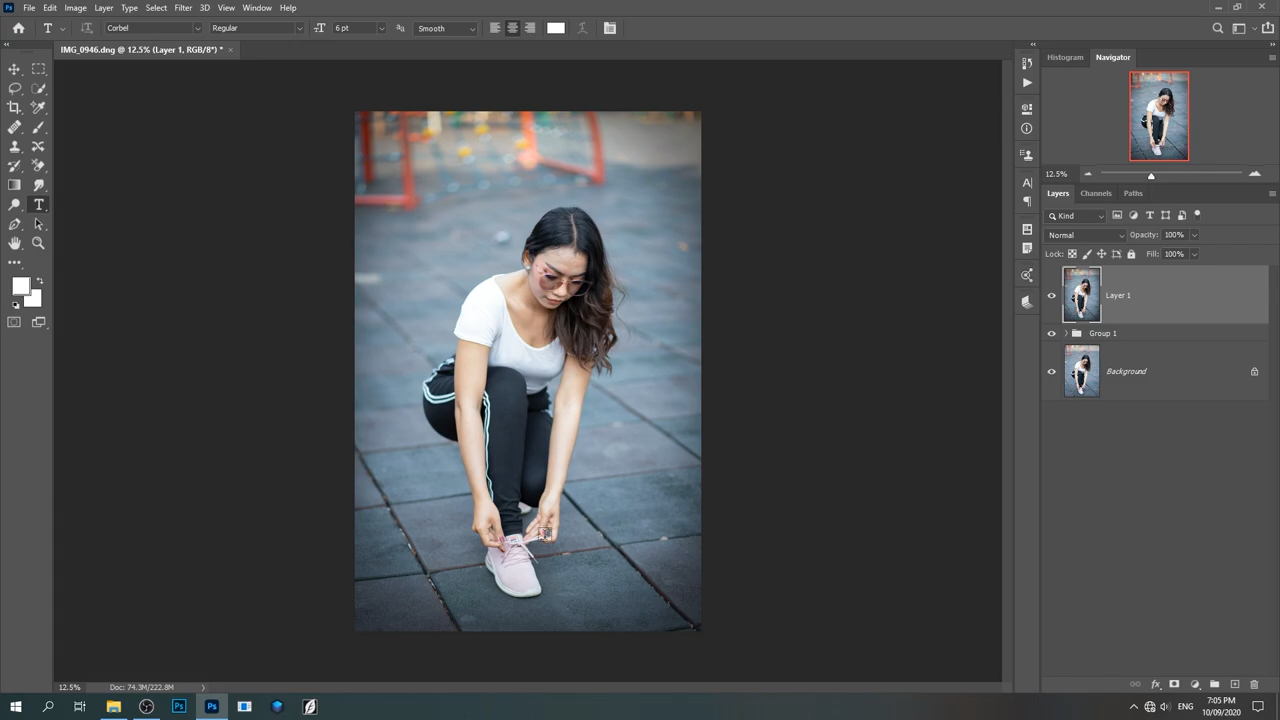 Ps File Edit Image Layer Type Select Filter 3D View Window Help
T Corbel Regular 6 pt Smooth
IMG_0946.dng @ 12.5% (Layer 1, RGB/8*) * ×
Histogram Navigator
12.5%
Layers Channels Paths
Kind
Normal Opacity: 100%
Lock: Fill: 100%
Layer 1
Group 1
Background
12.5% Doc: 74.3M/222.8M
Ps Ps ENG 7:05 PM
10/09/2020